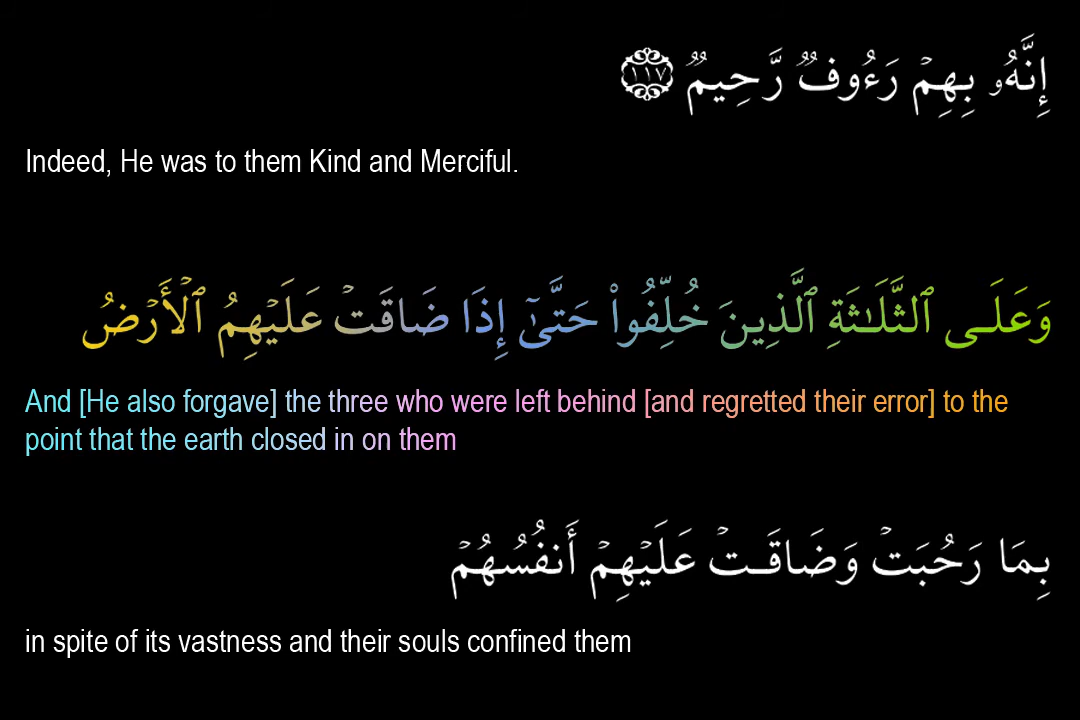 إِنَّهُۥ بِهِمْ رَءُوفٌ رَّحِيمٌ ١١٧
Indeed, He was to them Kind and Merciful.
وَعَلَى ٱلثَّلَـٰثَةِ ٱلَّذِينَ خُلِّفُوا۟ حَتَّىٰٓ إِذَا ضَاقَتْ عَلَيْهِمُ ٱلْأَرْضُ
And [He also forgave] the three who were left behind [and regretted their error] to the
point that the earth closed in on them
بِمَا رَحُبَتْ وَضَاقَتْ عَلَيْهِمْ أَنفُسُهُمْ
in spite of its vastness and their souls confined them